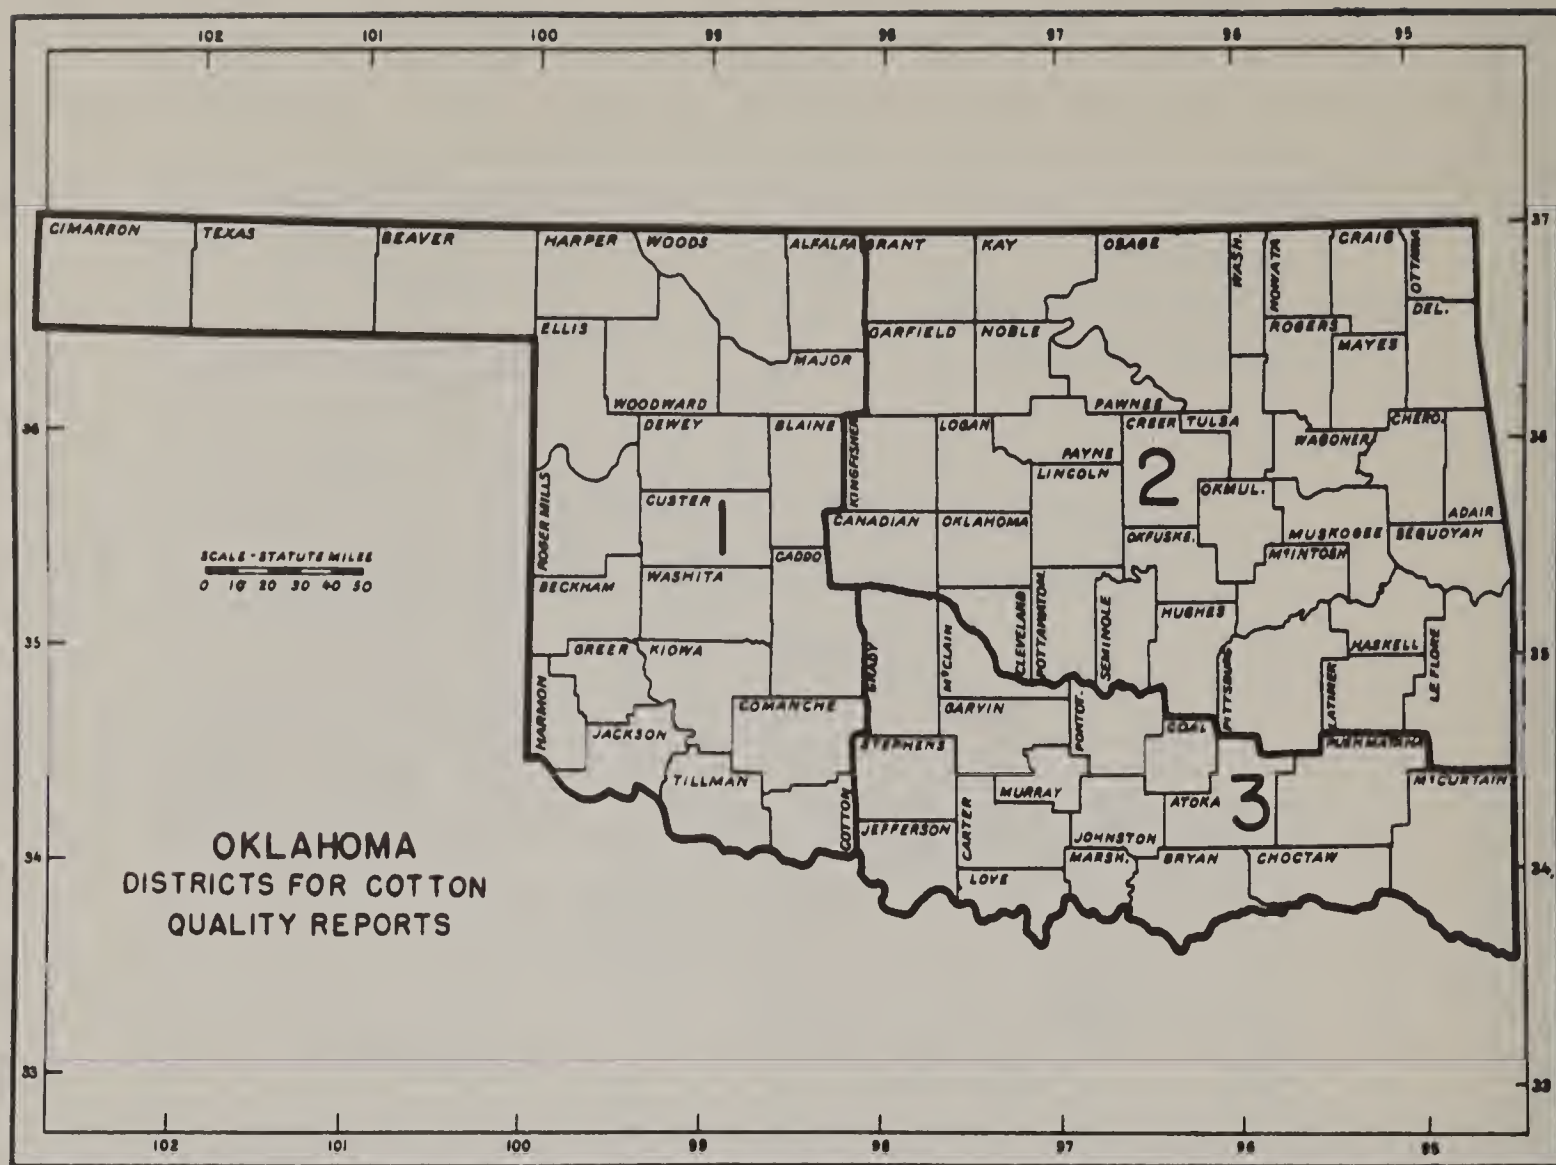 102 101 100 99 98 97 96 95
37 37
CIMARRON TEXAS BEAVER HARPER WOODS ALFALFA GRANT KAY OSAGE WASH. NOWATA CRAIG OTTAWA
ELLIS GARFIELD NOBLE ROGERS DEL.
MAJOR MAYES
WOODWARD PAWNEE
36 DEWEY BLAINE KINGFISHER LOGAN CREEK TULSA CHERO. 36
WAGONER
PAYNE
LINCOLN 2
ROGER MILLS CUSTER 1 OKMUL.
CANADIAN OKLAHOMA ADAIR
OKFUSKE. MUSKOGEE SEQUOYAH
SCALE-STATUTE MILES CADDO McINTOSH
0 10 20 30 40 50 BECKHAM WASHITA
CLEVELAND POTTAWATOM. SEMINOLE HUGHES
35 GREER KIOWA GRADY McCLAIN HASKELL LE FLORE 35
HARMON COMANCHE GARVIN PONTOT. PITTSBURG LATIMER
JACKSON STEPHENS COAL PUSHMATAHA
TILLMAN MURRAY 3 McCURTAIN
COTTON CARTER ATOKA
JEFFERSON JOHNSTON
34 MARSH. BRYAN CHOCTAW 34
LOVE
OKLAHOMA
DISTRICTS FOR COTTON
QUALITY REPORTS
33 33
102 101 100 99 98 97 96 95